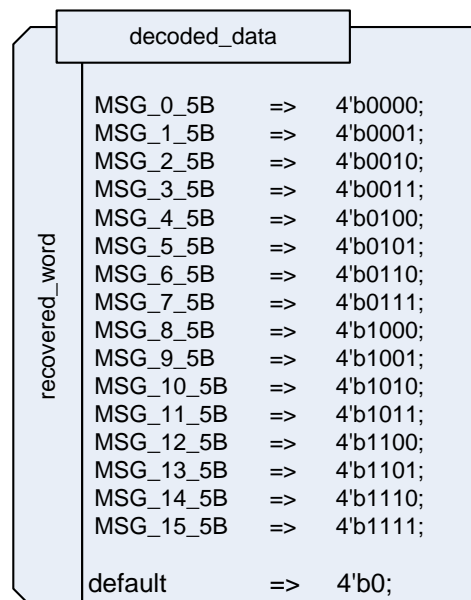 decoded_data
recovered_word
MSG_0_5B => 4'b0000;
MSG_1_5B => 4'b0001;
MSG_2_5B => 4'b0010;
MSG_3_5B => 4'b0011;
MSG_4_5B => 4'b0100;
MSG_5_5B => 4'b0101;
MSG_6_5B => 4'b0110;
MSG_7_5B => 4'b0111;
MSG_8_5B => 4'b1000;
MSG_9_5B => 4'b1001;
MSG_10_5B => 4'b1010;
MSG_11_5B => 4'b1011;
MSG_12_5B => 4'b1100;
MSG_13_5B => 4'b1101;
MSG_14_5B => 4'b1110;
MSG_15_5B => 4'b1111;
default => 4'b0;